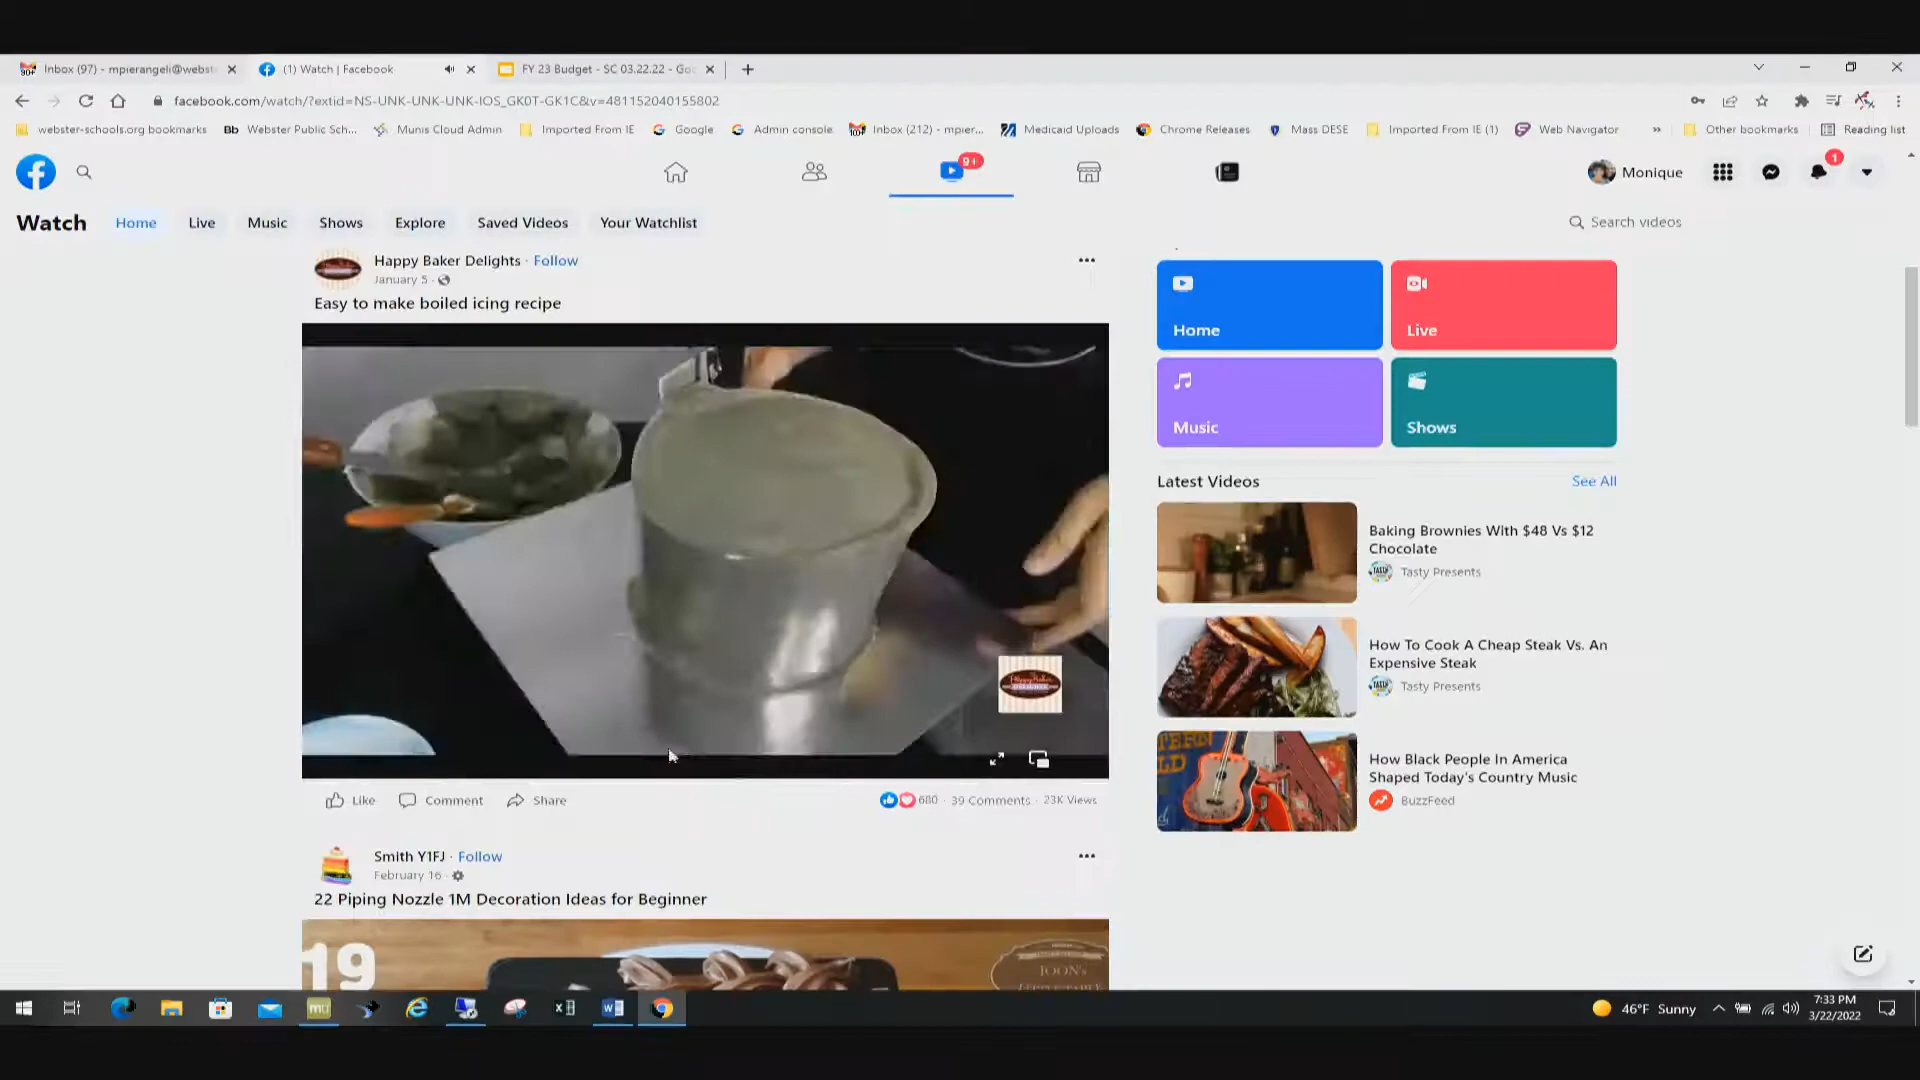 Inbox (97) - mpierangeli@webst
(1) Watch | Facebook
FY 23 Budget - SC 03.22.22 - Go
facebook.com/watch/?extid=NS-UNK-UNK-UNK-IOS_GK0T-GK1C&v=481152040155802
webster-schools.org bookmarks
Bb Webster Public Sch...
Munis Cloud Admin
Imported From IE
Google
Admin console
Inbox (212) - mpier...
Medicaid Uploads
Chrome Releases
Mass DESE
Imported From IE (1)
Web Navigator
»
Other bookmarks
Reading list
9+
Monique
1
Watch
Home
Live
Music
Shows
Explore
Saved Videos
Your Watchlist
Search videos
Happy Baker Delights · Follow
January 5 ·
Easy to make boiled icing recipe
Like
Comment
Share
680 · 39 Comments · 23K Views
Smith Y1FJ · Follow
February 16 ·
22 Piping Nozzle 1M Decoration Ideas for Beginner
19
Home
Live
Music
Shows
Latest Videos
See All
Baking Brownies With $48 Vs $12
Chocolate
Tasty Presents
How To Cook A Cheap Steak Vs. An
Expensive Steak
Tasty Presents
How Black People In America
Shaped Today's Country Music
BuzzFeed
46°F Sunny
7:33 PM
3/22/2022